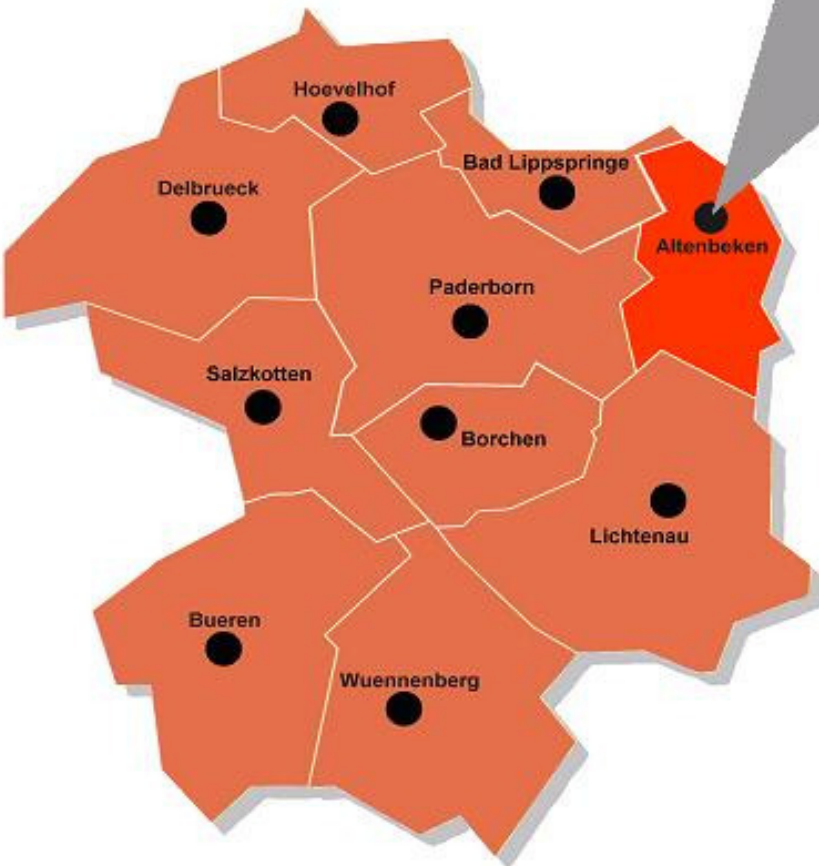 Hoevelhof
Bad Lippspringe
Delbrueck
Altenbeken
Paderborn
Salzkotten
Borchen
Lichtenau
Bueren
Wuennenberg